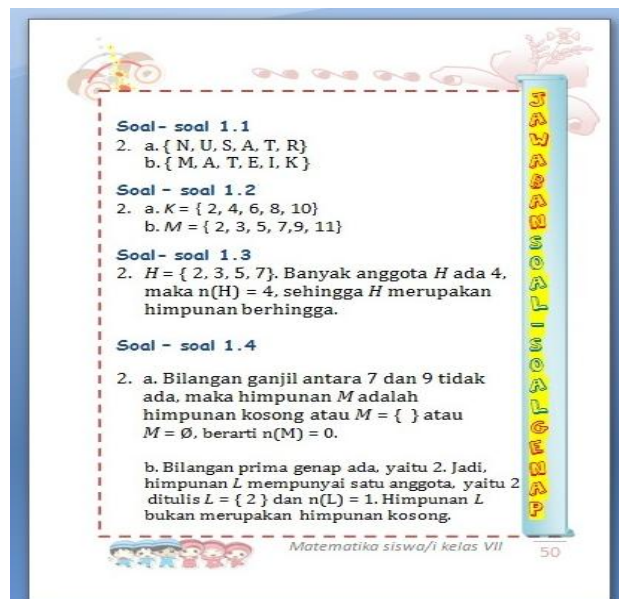 Soal- soal 1.1
2. a. { N, U, S, A, T, R}
b. { M, A, T, E, I, K }
Soal - soal 1.2
2. a. K = { 2, 4, 6, 8, 10}
b. M = { 2, 3, 5, 7,9, 11}
Soal- soal 1.3
2. H = { 2, 3, 5, 7}. Banyak anggota H ada 4,
maka n(H) = 4, sehingga H merupakan
himpunan berhingga.
Soal - soal 1.4
2. a. Bilangan ganjil antara 7 dan 9 tidak
ada, maka himpunan M adalah
himpunan kosong atau M = { } atau
M = Ø, berarti n(M) = 0.
b. Bilangan prima genap ada, yaitu 2. Jadi,
himpunan L mempunyai satu anggota, yaitu 2
ditulis L = { 2 } dan n(L) = 1. Himpunan L
bukan merupakan himpunan kosong.
JAWABAN SOAL-SOAL GENAP
Matematika siswa/i kelas VII
50